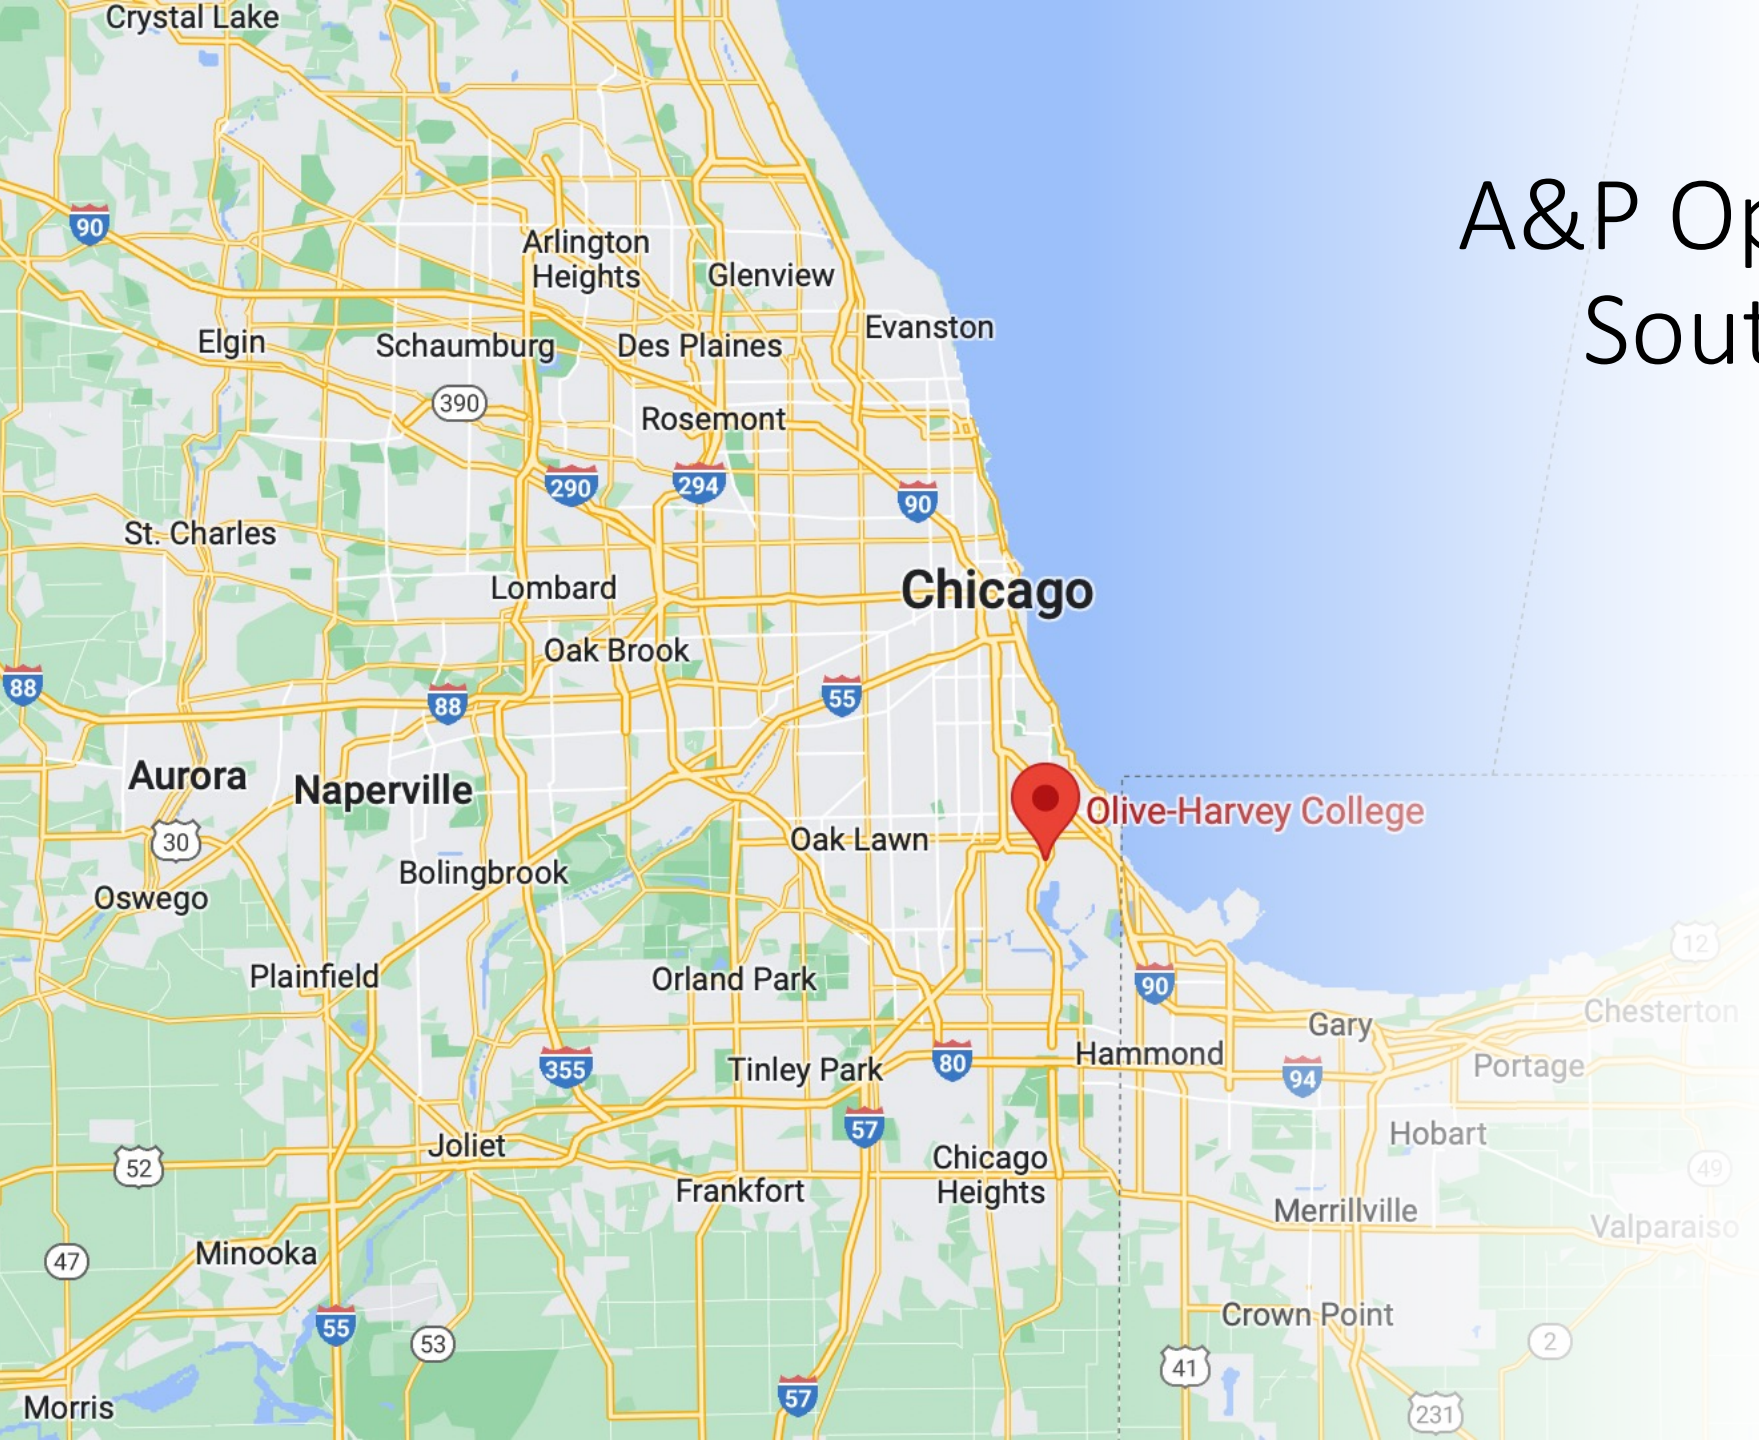 Crystal Lake
90
A&P Op
Arlington
Heights
Glenview
Sout
Evanston
Elgin
Schaumburg
Des Plaines
390
Rosemont
290
294
90
St. Charles
Lombard
Chicago
Oak Brook
88
88
55
Aurora
Naperville
Olive-Harvey College
30
Oak Lawn
Bolingbrook
Oswego
12
Plainfield
Orland Park
90
Chesterton
Gary
355
Tinley Park
80
Hammond
94
Portage
57
Hobart
Joliet
52
Chicago
Heights
49
Frankfort
Merrillville
Valparaiso
47
Minooka
Crown Point
55
53
2
41
57
Morris
231